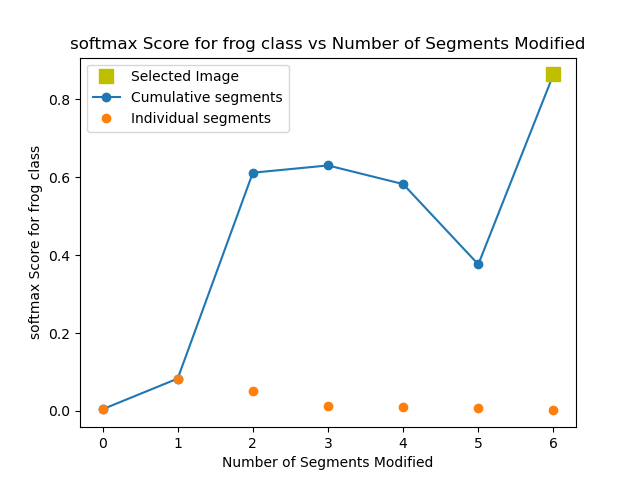 softmax Score for frog class vs Number of Segments Modified
Selected Image
Cumulative segments
Individual segments
softmax Score for frog class
0.8
0.6
0.4
0.2
0.0
0 1 2 3 4 5 6
Number of Segments Modified